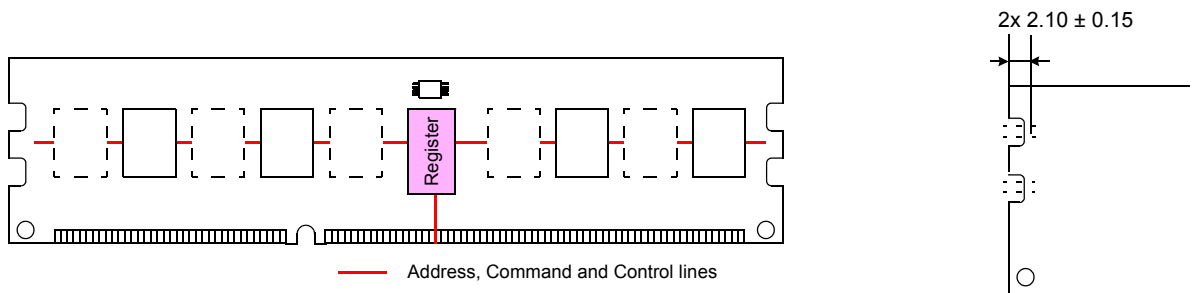 2x 2.10 ± 0.15
Register
Address, Command and Control lines